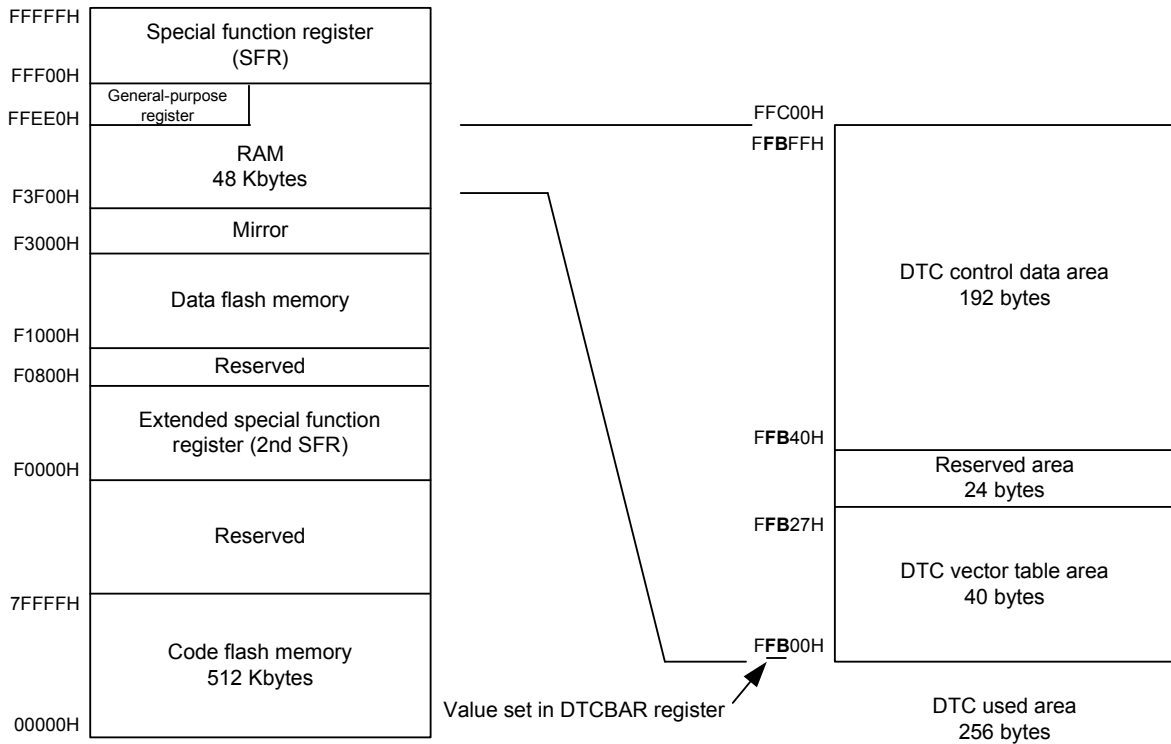 FFFFFH
Special function register
(SFR)
FFF00H
General-purpose
register
FFEE0H
RAM
48 Kbytes
F3F00H
Mirror
F3000H
Data flash memory
F1000H
Reserved
F0800H
Extended special function
register (2nd SFR)
F0000H
Reserved
7FFFFH
Code flash memory
512 Kbytes
00000H
FFC00H
FFBFFH
DTC control data area
192 bytes
FFB40H
Reserved area
24 bytes
FFB27H
DTC vector table area
40 bytes
FFB00H
Value set in DTCBAR register
DTC used area
256 bytes